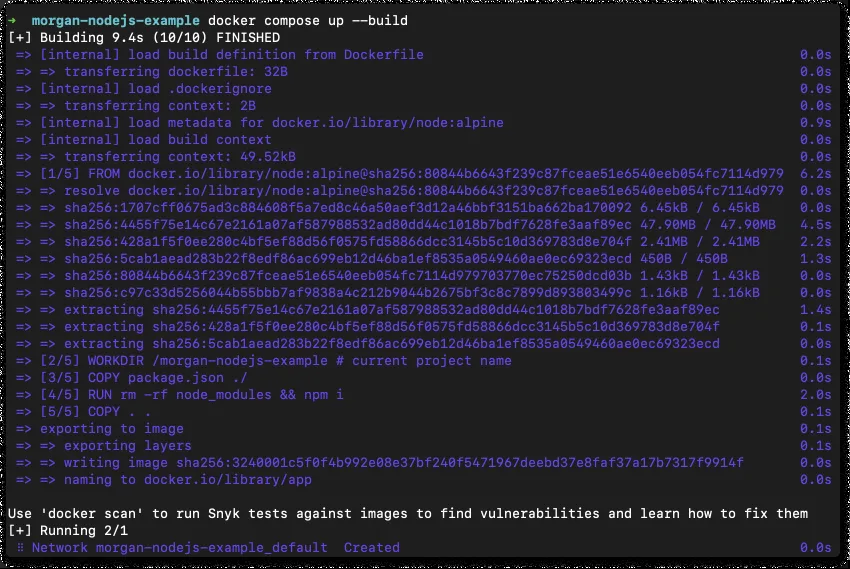 → morgan-nodejs-example docker compose up --build
[+] Building 9.4s (10/10) FINISHED
=> [internal] load build definition from Dockerfile 0.0s
=> => transferring dockerfile: 32B 0.0s
=> [internal] load .dockerignore 0.0s
=> => transferring context: 2B 0.0s
=> [internal] load metadata for docker.io/library/node:alpine 0.9s
=> [internal] load build context 0.0s
=> => transferring context: 49.52kB 0.0s
=> [1/5] FROM docker.io/library/node:alpine@sha256:80844b6643f239c87fceae51e6540eeb054fc7114d979 6.2s
=> => resolve docker.io/library/node:alpine@sha256:80844b6643f239c87fceae51e6540eeb054fc7114d979 0.0s
=> => sha256:1707cff0675ad3c884608f5a7ed8c46a50aef3d12a46bbf3151ba662ba170092 6.45kB / 6.45kB 0.0s
=> => sha256:4455f75e14c67e2161a07af587988532ad80dd44c1018b7bdf7628fe3aaf89ec 47.90MB / 47.90MB 4.5s
=> => sha256:428a1f5f0ee280c4bf5ef88d56f0575fd58866dcc3145b5c10d369783d8e704f 2.41MB / 2.41MB 2.2s
=> => sha256:5cab1aead283b22f8edf86ac699eb12d46ba1ef8535a0549460ae0ec69323ecd 450B / 450B 1.3s
=> => sha256:80844b6643f239c87fceae51e6540eeb054fc7114d979703770ec75250dcd03b 1.43kB / 1.43kB 0.0s
=> => sha256:c97c33d5256044b55bbb7af9838a4c212b9044b2675bf3c8c7899d893803499c 1.16kB / 1.16kB 0.0s
=> => extracting sha256:4455f75e14c67e2161a07af587988532ad80dd44c1018b7bdf7628fe3aaf89ec 1.4s
=> => extracting sha256:428a1f5f0ee280c4bf5ef88d56f0575fd58866dcc3145b5c10d369783d8e704f 0.1s
=> => extracting sha256:5cab1aead283b22f8edf86ac699eb12d46ba1ef8535a0549460ae0ec69323ecd 0.0s
=> [2/5] WORKDIR /morgan-nodejs-example # current project name 0.1s
=> [3/5] COPY package.json ./ 0.0s
=> [4/5] RUN rm -rf node_modules && npm i 2.0s
=> [5/5] COPY . . 0.1s
=> exporting to image 0.1s
=> => exporting layers 0.1s
=> => writing image sha256:3240001c5f0f4b992e08e37bf240f5471967deebd37e8faf37a17b7317f9914f 0.0s
=> => naming to docker.io/library/app 0.0s
Use 'docker scan' to run Snyk tests against images to find vulnerabilities and learn how to fix them
[+] Running 2/1
⠿ Network morgan-nodejs-example_default Created 0.0s